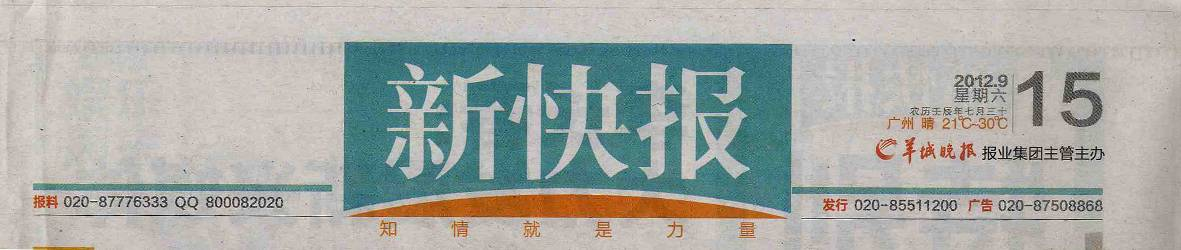 新快报
2012.9
15
星期六
农历壬辰年七月三十
广州 晴 21℃~30℃
羊城晚报 报业集团主管主办
报料 020-87776333 QQ 800082020
发行 020-85511200 广告 020-87508868
知情就是力量